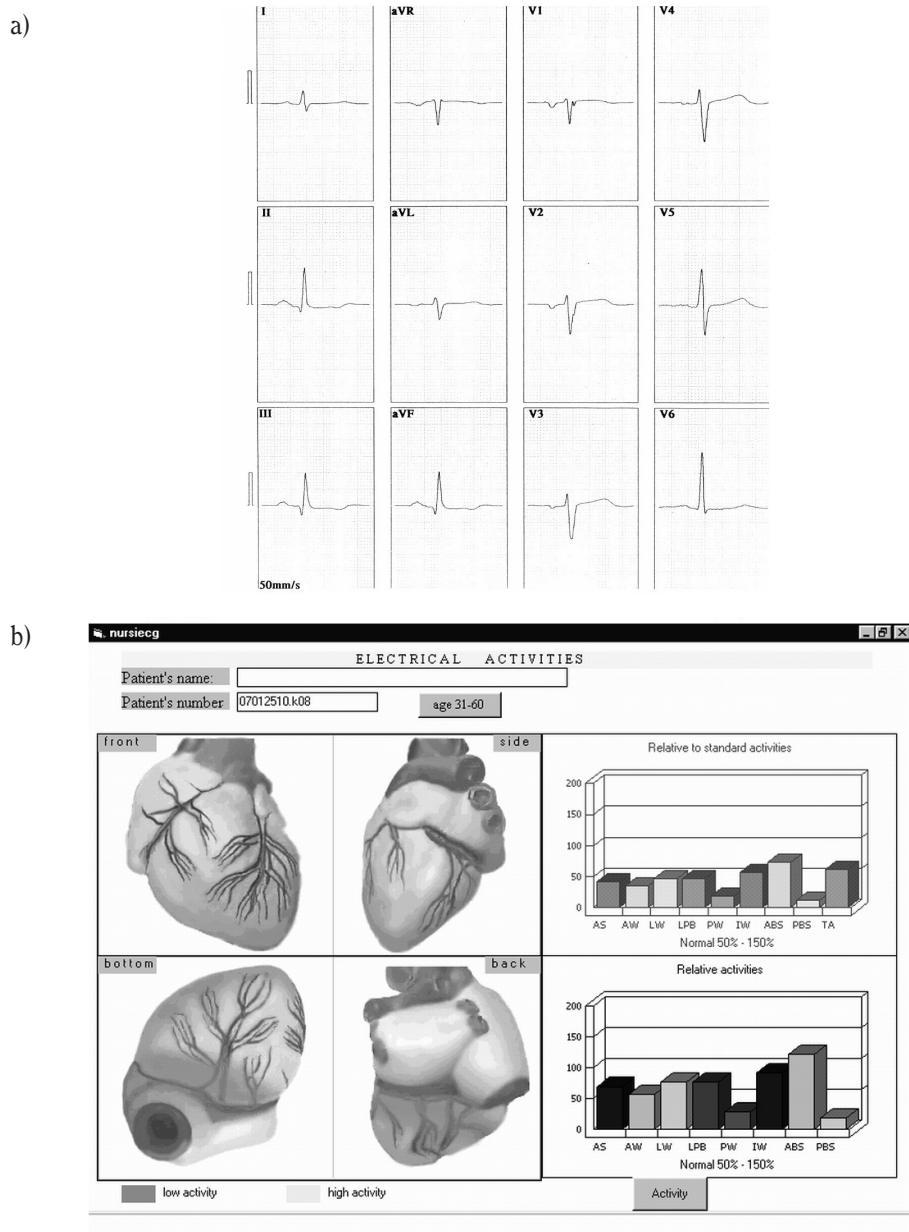 a)
I aVR V1 V4
II aVL V2 V5
III aVF V3 V6
50mm/s
b)
nursiecg
ELECTRICAL ACTIVITIES
Patient's name:
Patient's number 07012510.k08 age 31-60
front side
Relative to standard activities
200
150
100
50
0
AS AW LW LPB PW IW ABS PBS TA
Normal 50% - 150%
bottom back
Relative activities
200
150
100
50
0
AS AW LW LPB PW IW ABS PBS
Normal 50% - 150%
low activity high activity Activity